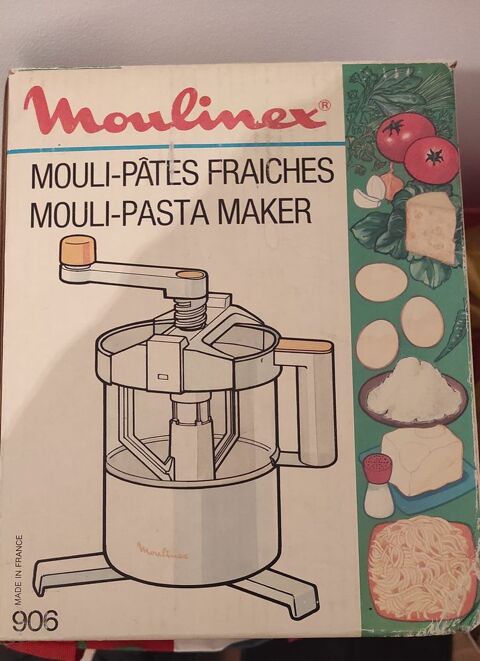 Moulinex®
MOULI-PÂTES FRAICHES
MOULI-PASTA MAKER
Moulinex
MADE IN FRANCE
906